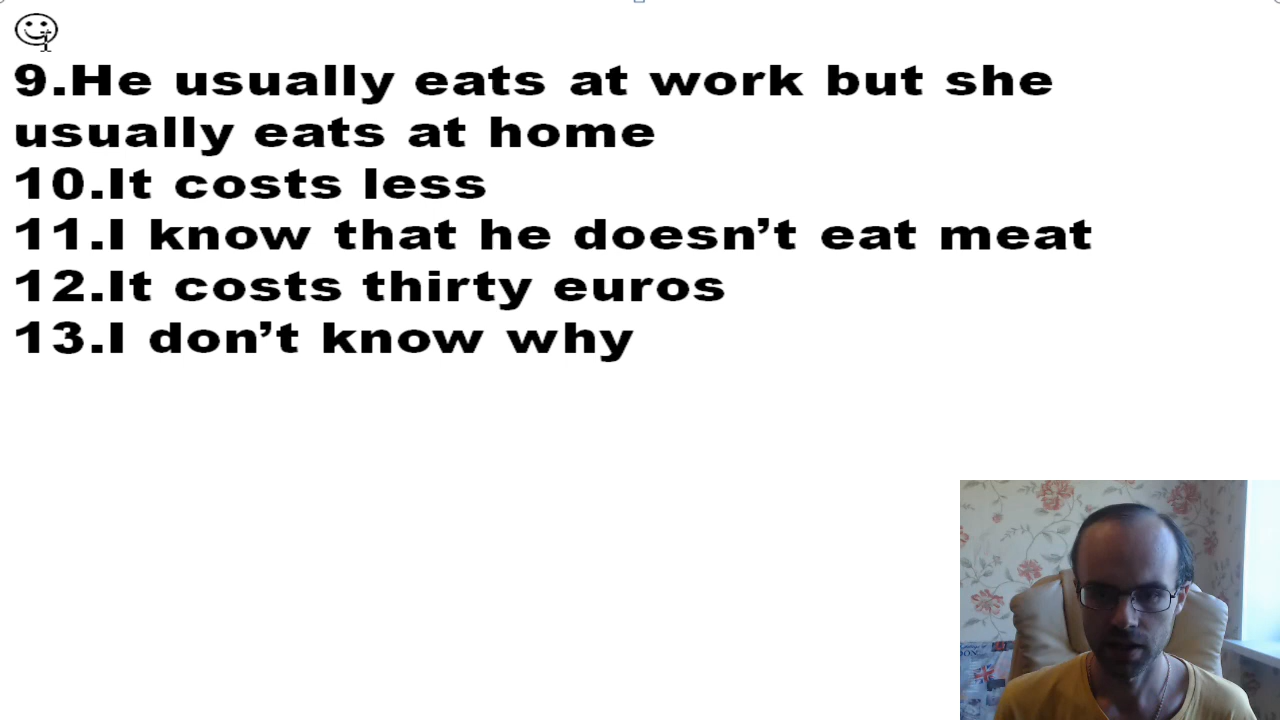 9.He usually eats at work but she
usually eats at home
10.It costs less
11.I know that he doesn’t eat meat
12.It costs thirty euros
13.I don’t know why